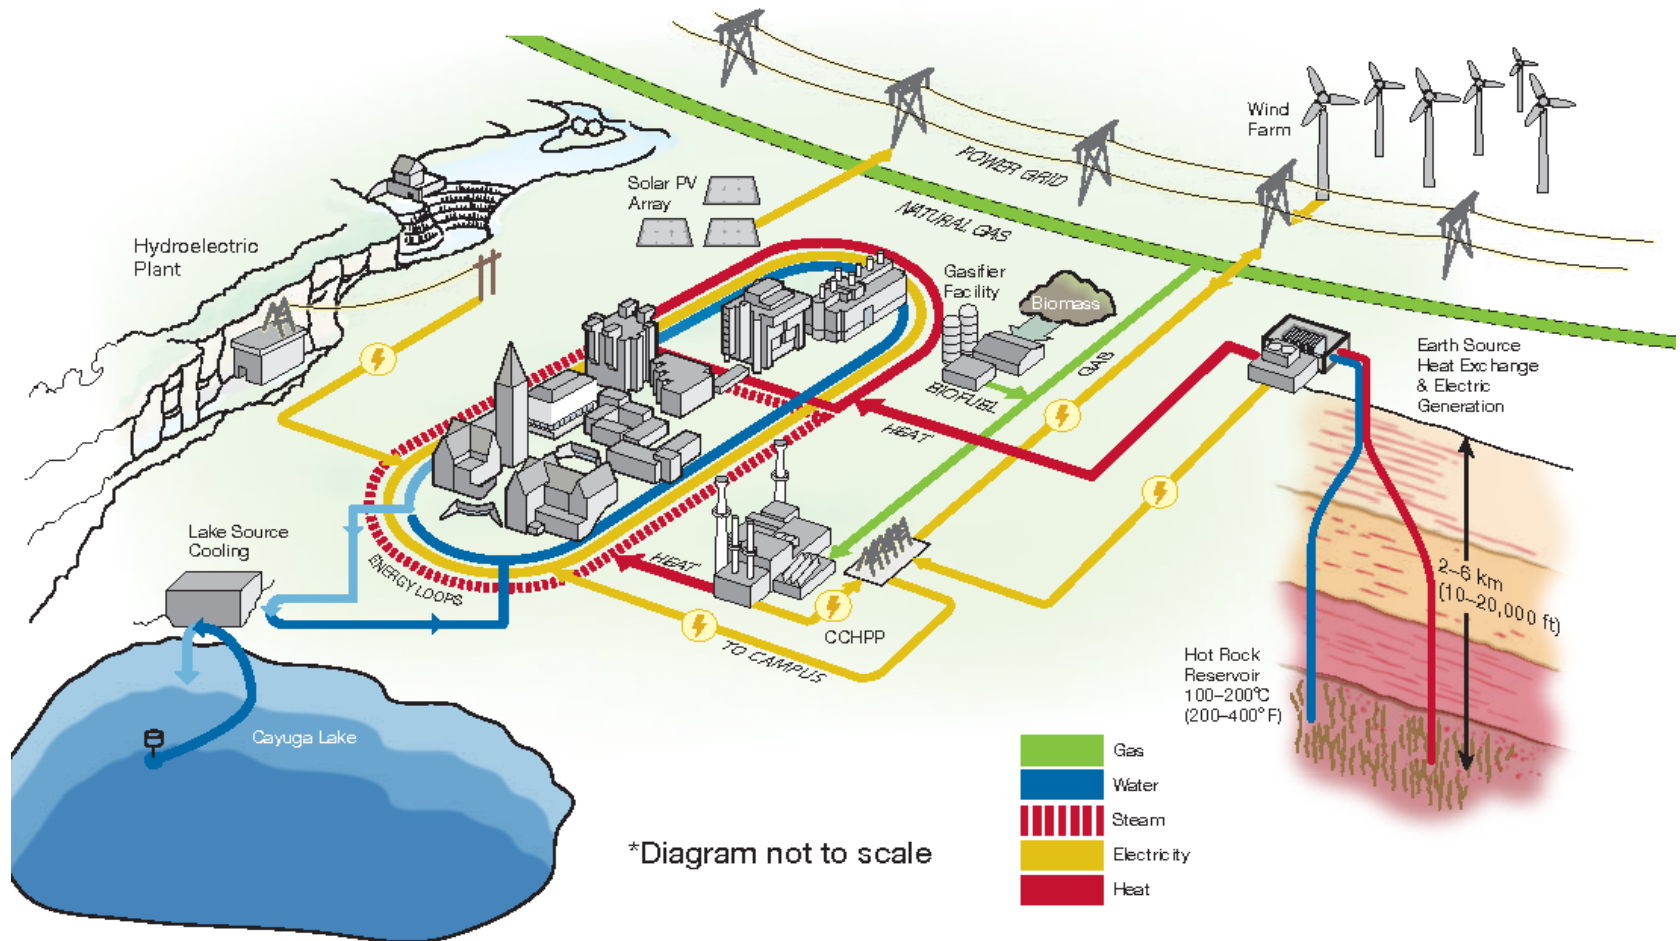 Wind
Farm
POWER GRID
Solar PV
Array
NATURAL GAS
Hydroelectric
Plant
Gasifier
Facility
Biomass
GAS
BIOFUEL
Earth Source
Heat Exchange
& Electric
Generation
HEAT
Lake Source
Cooling
HEAT
ENERGY LOOPS
CCHPP
TO CAMPUS
2–6 km
(10–20,000 ft)
Hot Rock
Reservoir
100–200°C
(200–400°F)
Cayuga Lake
Gas
Water
Steam
Electricity
Heat
*Diagram not to scale